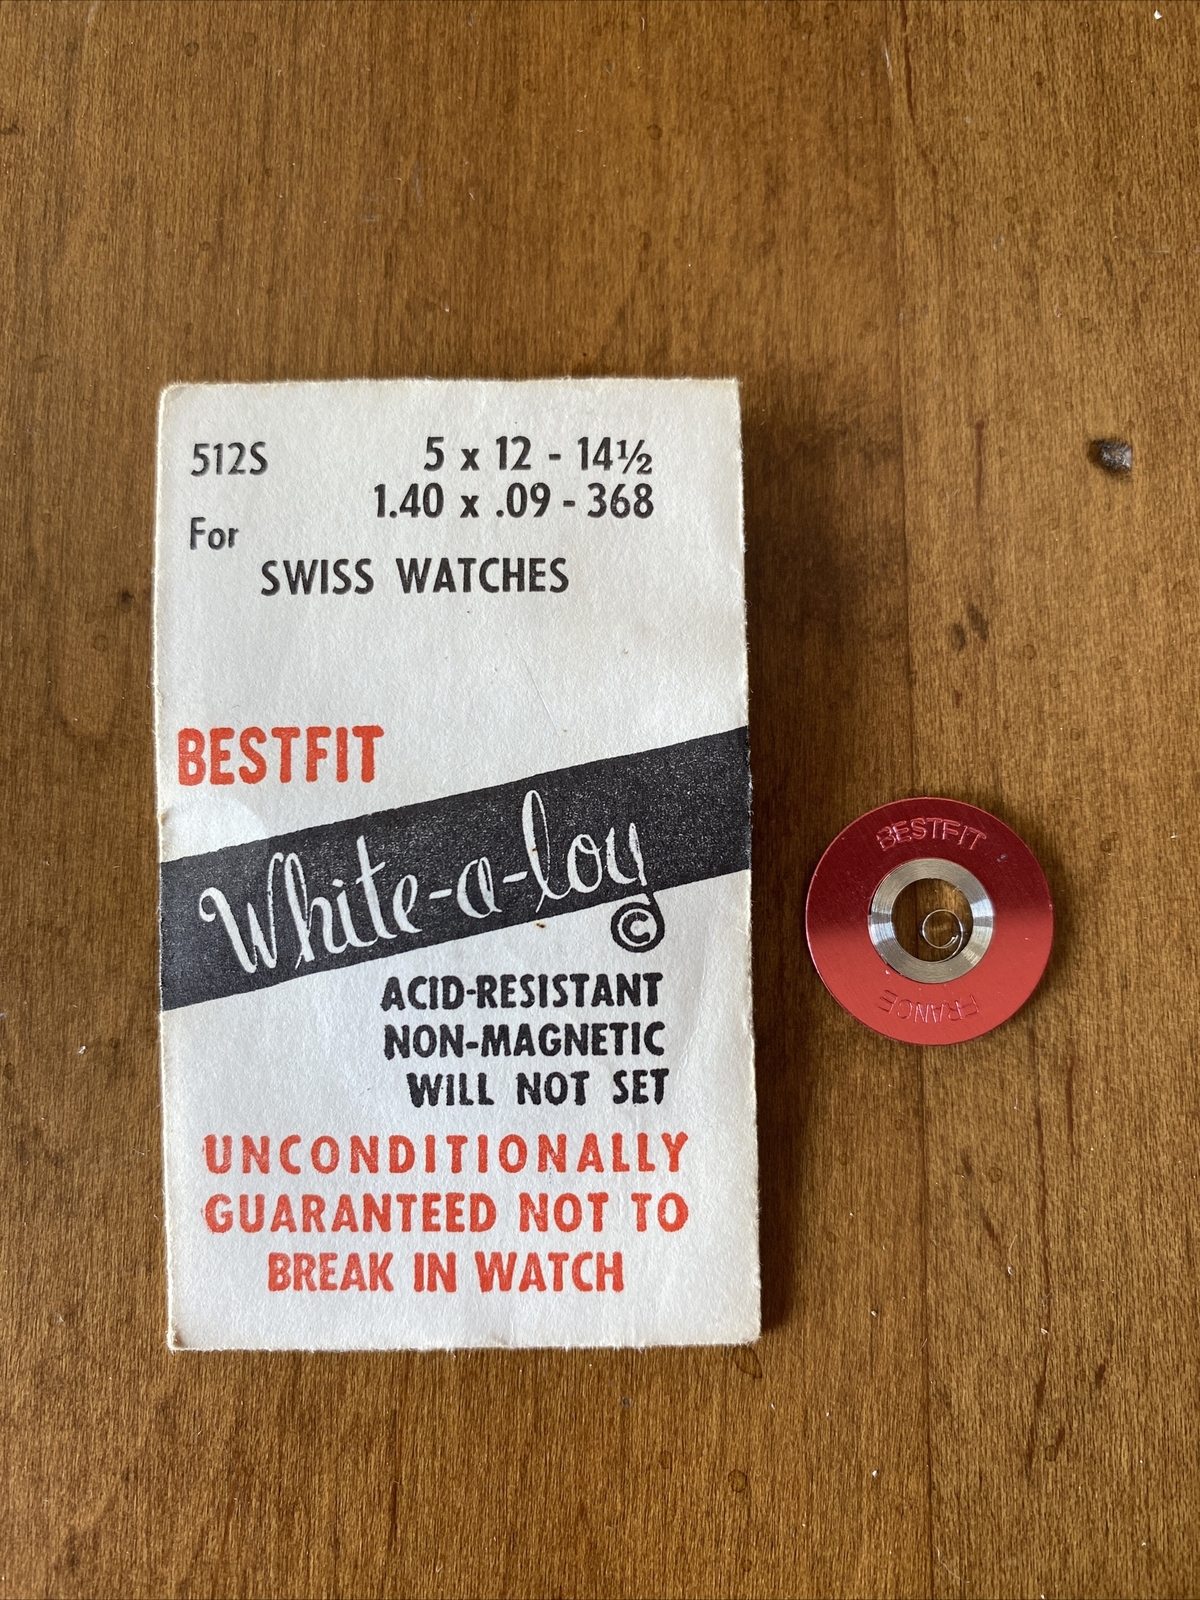 512S
5 x 12 - 14½
1.40 x .09 - 368
For
SWISS WATCHES
BESTFIT
White-a-loy
©
ACID-RESISTANT
NON-MAGNETIC
WILL NOT SET
UNCONDITIONALLY
GUARANTEED NOT TO
BREAK IN WATCH
BESTFIT
FRANCE